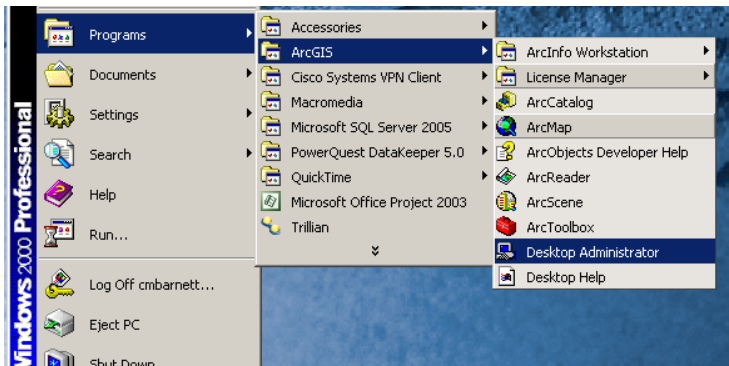 Windows 2000 Professional
Programs
Documents
Settings
Search
Help
Run...
Log Off cmbarnett...
Eject PC
Shut Down
Accessories
ArcGIS
Cisco Systems VPN Client
Macromedia
Microsoft SQL Server 2005
PowerQuest DataKeeper 5.0
QuickTime
Microsoft Office Project 2003
Trillian
ArcInfo Workstation
License Manager
ArcCatalog
ArcMap
ArcObjects Developer Help
ArcReader
ArcScene
ArcToolbox
Desktop Administrator
Desktop Help